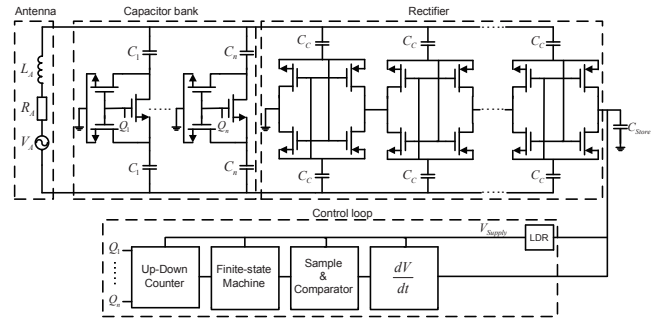 Antenna
Capacitor bank
Rectifier
L_A
R_A
V_A
C_1
C_n
C_C
C_C
C_C
Q_1
Q_n
C_1
C_n
C_C
C_C
C_C
C_Store
Control loop
V_Supply
LDR
Q_1
Q_n
Up-Down
Counter
Finite-state
Machine
Sample
&
Comparator
dV
dt